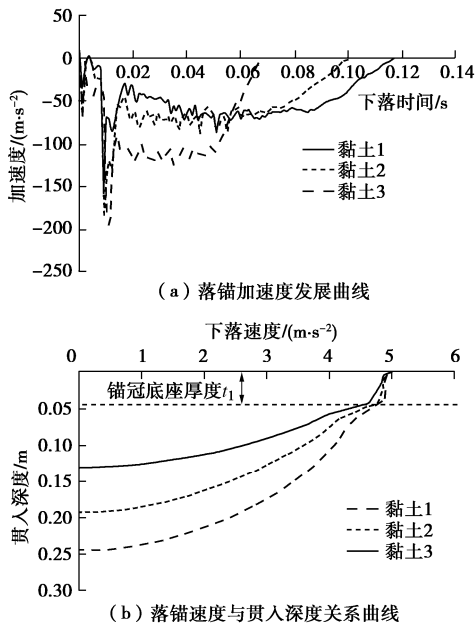 50
0
-50
-100
-150
-200
-250
0.02 0.04 0.06 0.08 0.10 0.12 0.14
下落时间/s
加速度/(m·s⁻²)
黏土1
黏土2
黏土3
（a）落锚加速度发展曲线
下落速度/(m·s⁻²)
0 1 2 3 4 5 6
锚冠底座厚度t₁
0.05
0.10
0.15
0.20
0.25
0.30
贯入深度/m
黏土1
黏土2
黏土3
（b）落锚速度与贯入深度关系曲线